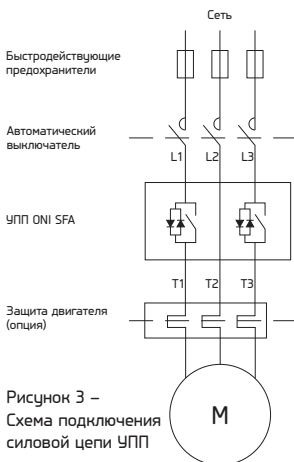 Сеть
Быстродействующие
предохранители
Автоматический
выключатель
L1 L2 L3
УПП ONI SFA
T1 T2 T3
Защита двигателя
(опция)
M
Рисунок 3 –
Схема подключения
силовой цепи УПП